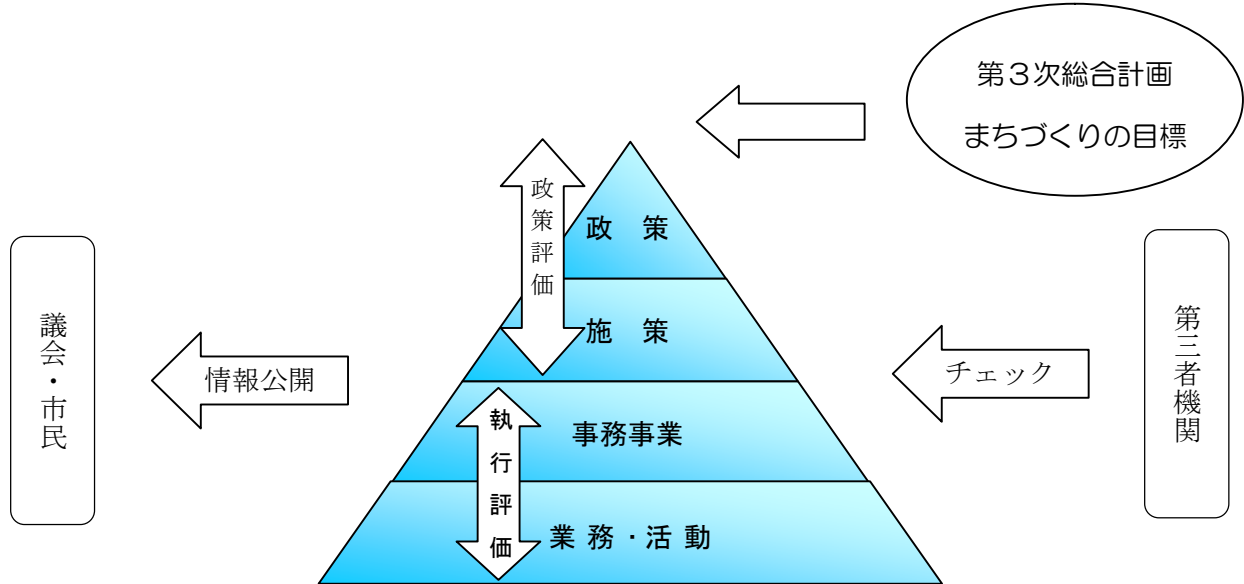 第３次総合計画
まちづくりの目標
政策評価
政　策
施　策
議会・市民
情報公開
チェック
第三者機関
執行評価
事務事業
業務・活動